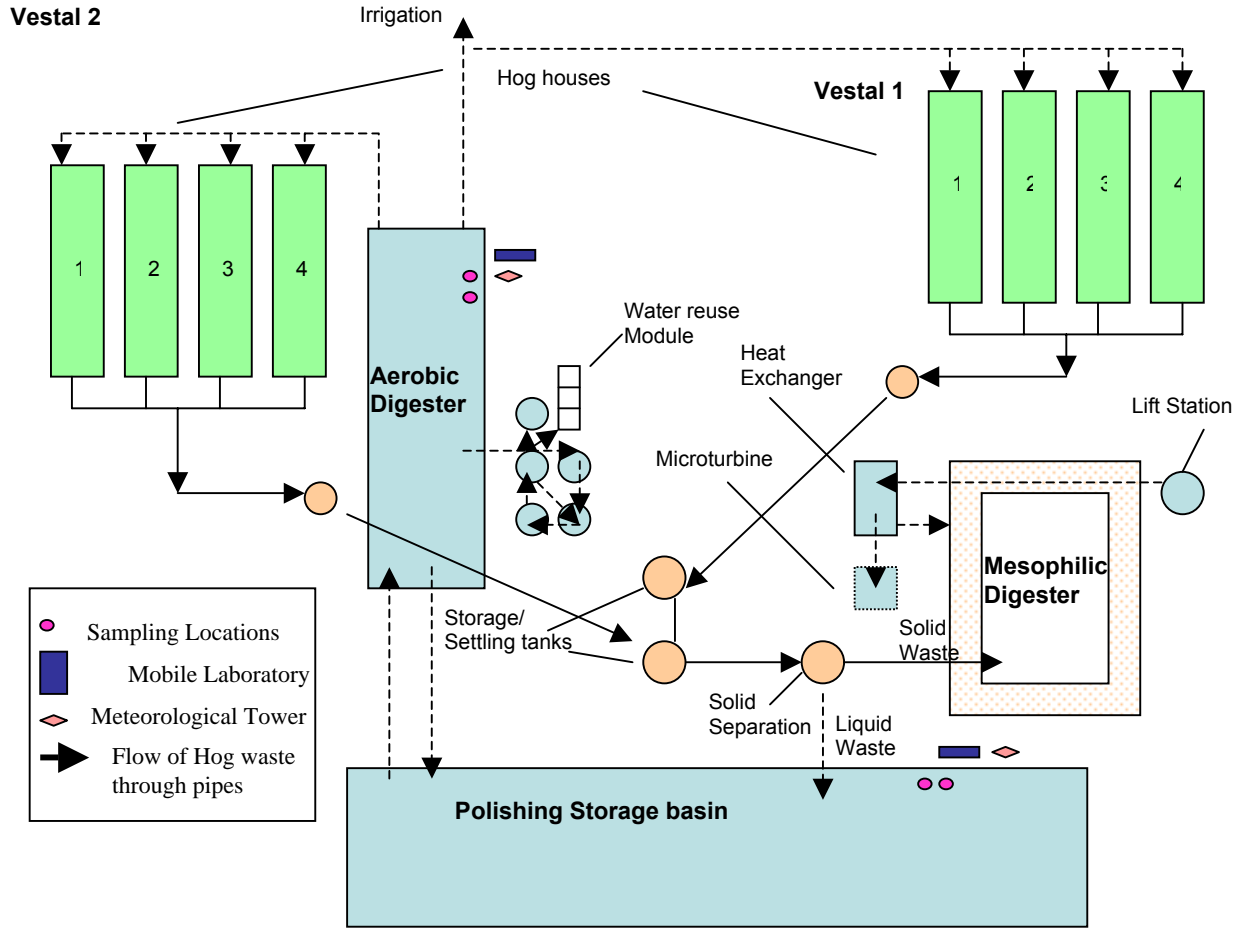 Vestal 2
Irrigation
Hog houses
Vestal 1
1
2
3
4
1
2
3
4
Water reuse
Module
Heat
Exchanger
Aerobic
Digester
Lift Station
Microturbine
Mesophilic
Digester
Storage/
Settling tanks
Solid
Waste
Solid
Separation
Liquid
Waste
Sampling Locations
Mobile Laboratory
Meteorological Tower
Flow of Hog waste
through pipes
Polishing Storage basin